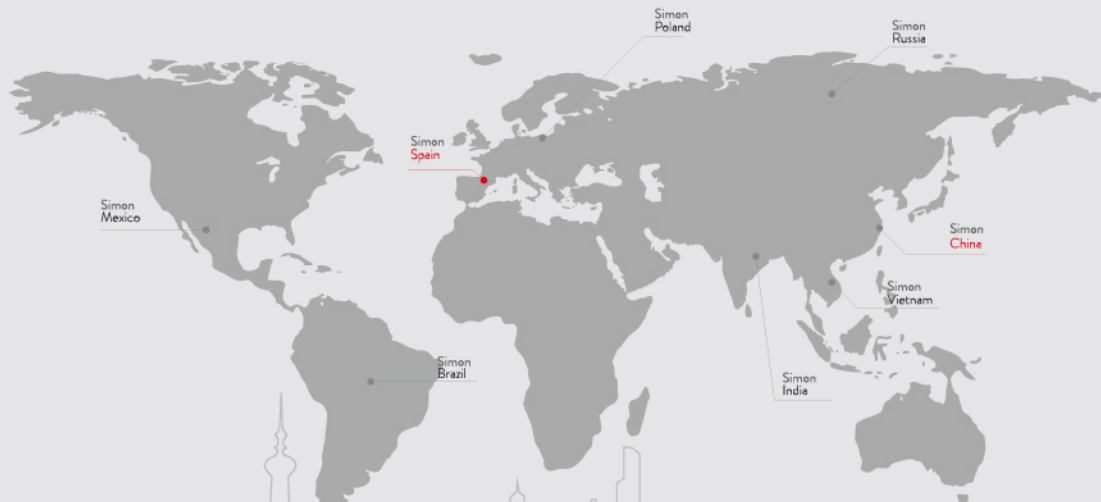 Simon
Poland
Simon
Russia
Simon
Spain
Simon
Mexico
Simon
China
Simon
Vietnam
Simon
Brazil
Simon
India